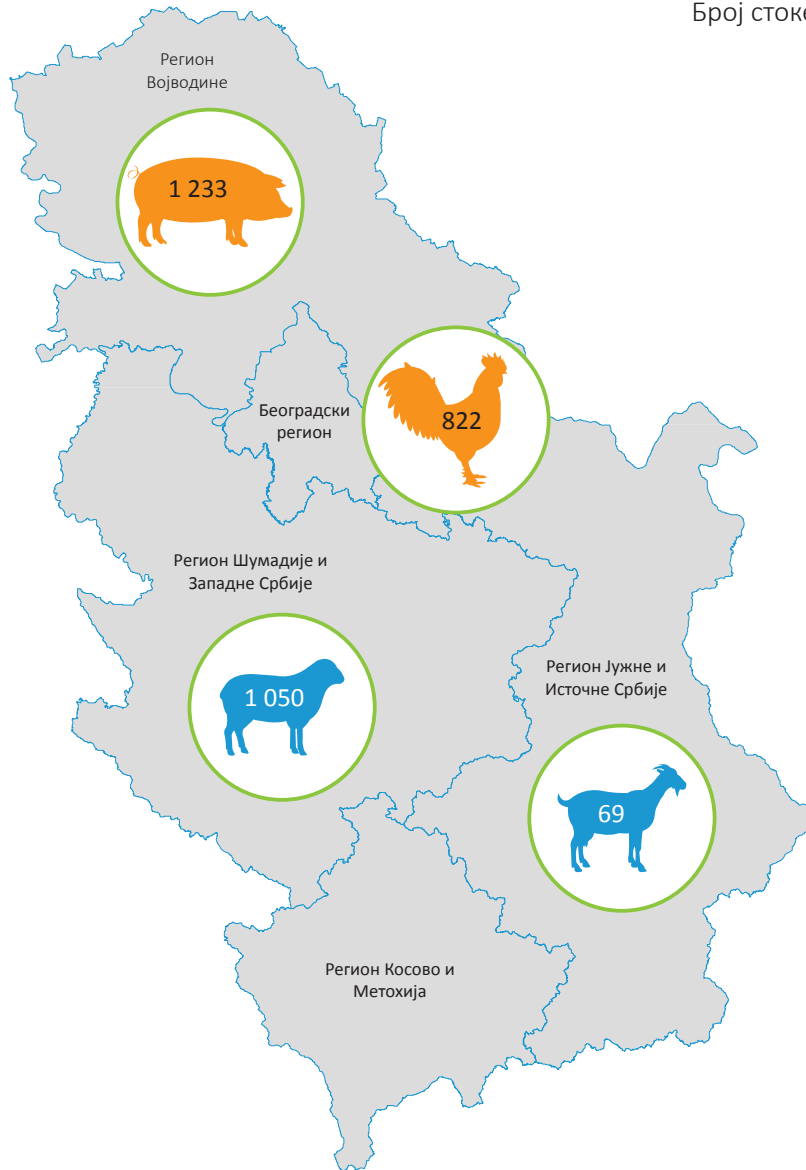 Број стоке
Регион
Војводине
1 233
Београдски
регион
822
Регион Шумадије и
Западне Србије
1 050
Регион Јужне и
Источне Србије
69
Регион Косово и
Метохија